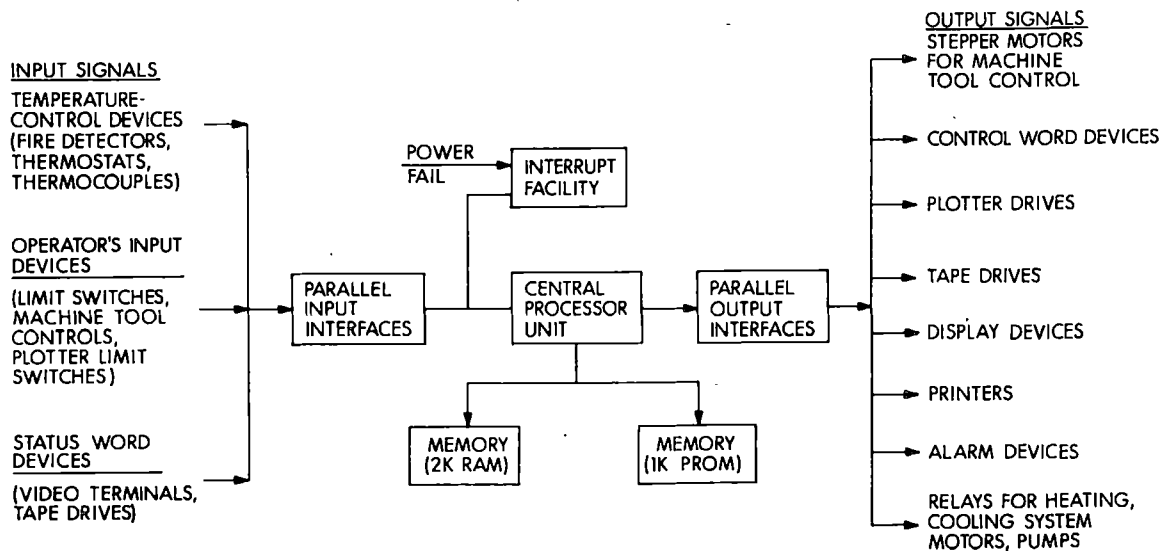 INPUT SIGNALS
TEMPERATURE-
CONTROL DEVICES
(FIRE DETECTORS,
THERMOSTATS,
THERMOCOUPLES)
OPERATOR'S INPUT
DEVICES
(LIMIT SWITCHES,
MACHINE TOOL
CONTROLS,
PLOTTER LIMIT
SWITCHES)
STATUS WORD
DEVICES
(VIDEO TERMINALS,
TAPE DRIVES)
PARALLEL
INPUT
INTERFACES
POWER
FAIL
INTERRUPT
FACILITY
CENTRAL
PROCESSOR
UNIT
MEMORY
(2K RAM)
MEMORY
(1K PROM)
PARALLEL
OUTPUT
INTERFACES
OUTPUT SIGNALS
STEPPER MOTORS
FOR MACHINE
TOOL CONTROL
CONTROL WORD DEVICES
PLOTTER DRIVES
TAPE DRIVES
DISPLAY DEVICES
PRINTERS
ALARM DEVICES
RELAYS FOR HEATING,
COOLING SYSTEM
MOTORS, PUMPS